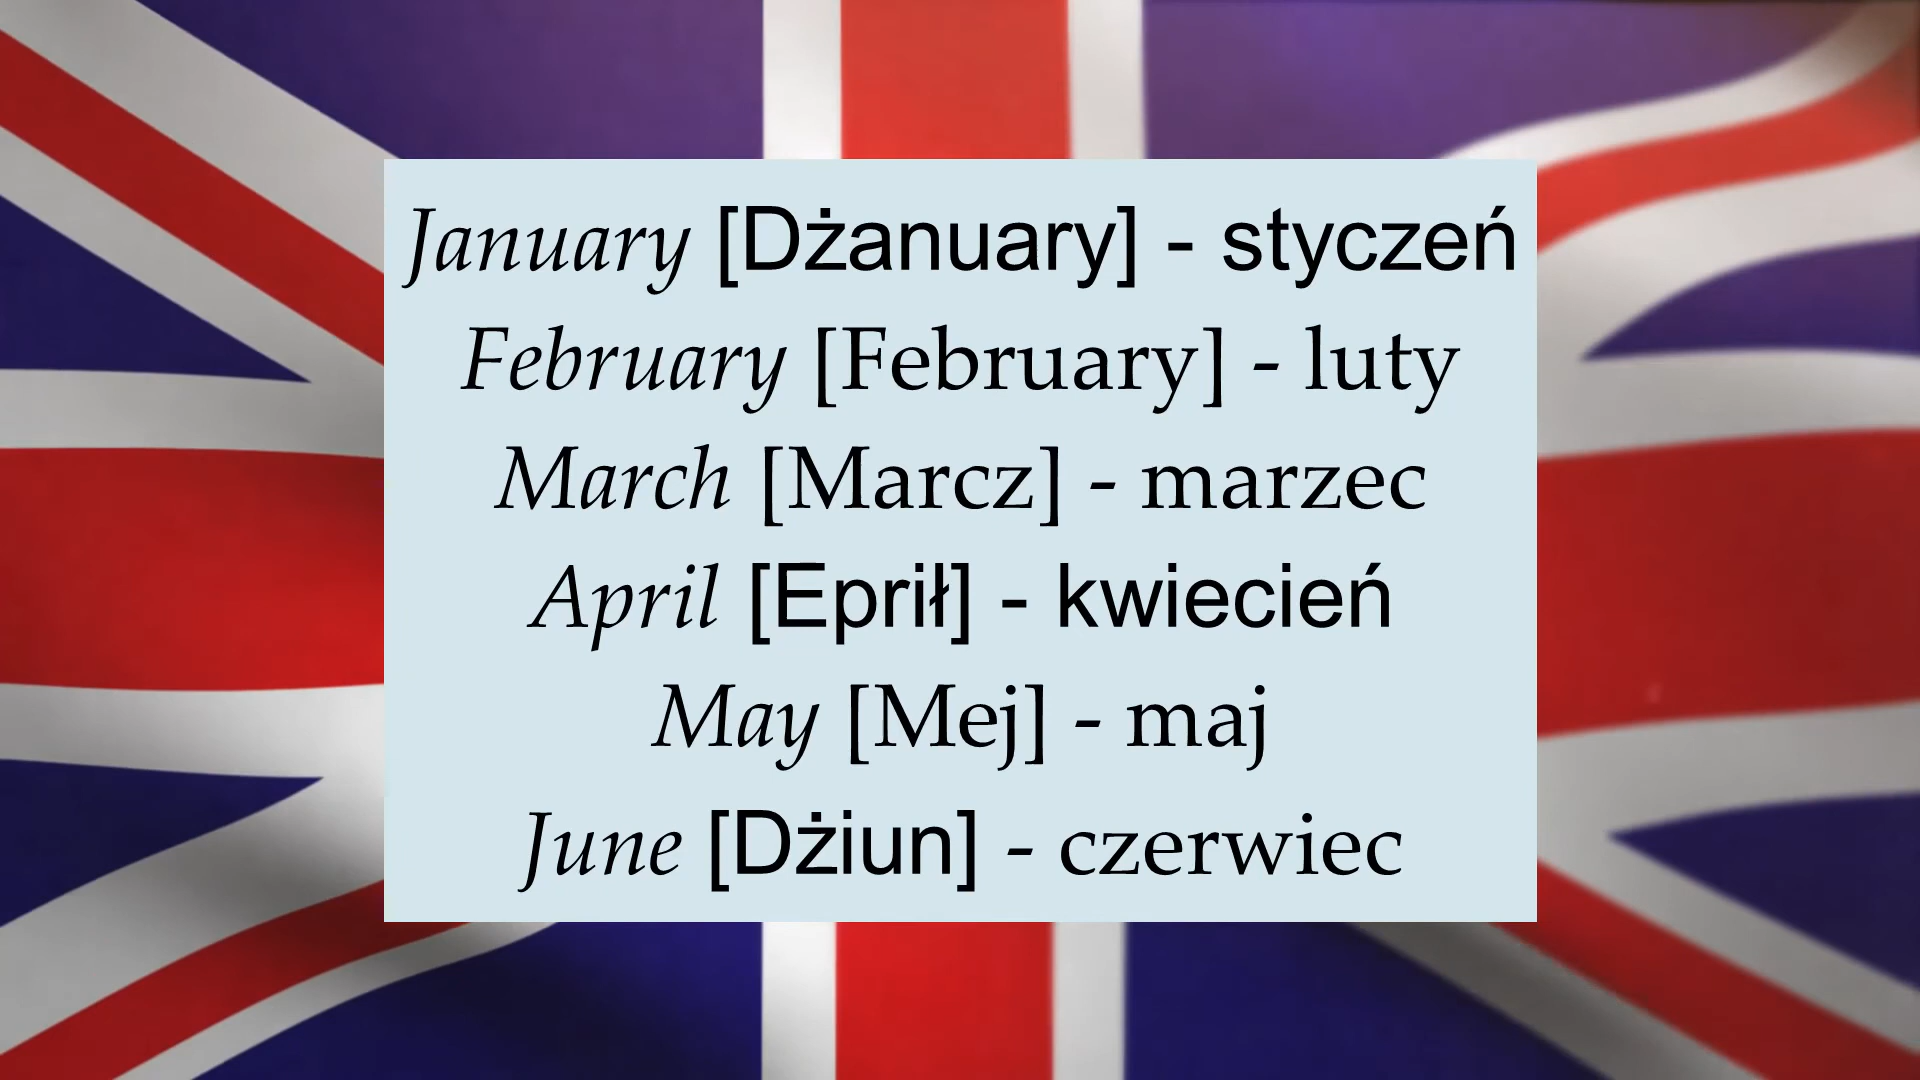 January [Dżanuary] - styczeń
February [February] - luty
March [Marcz] - marzec
April [Eprił] - kwiecień
May [Mej] - maj
June [Dżiun] - czerwiec